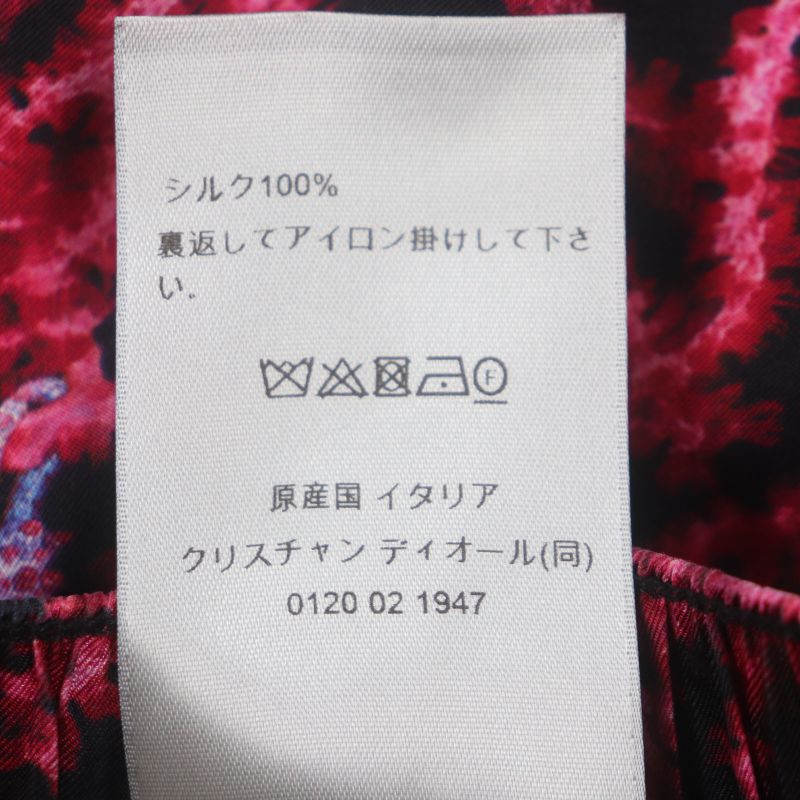 シルク100%
裏返してアイロン掛けして下さ
い.
F
原産国 イタリア
クリスチャン ディオール(同)
0120 02 1947